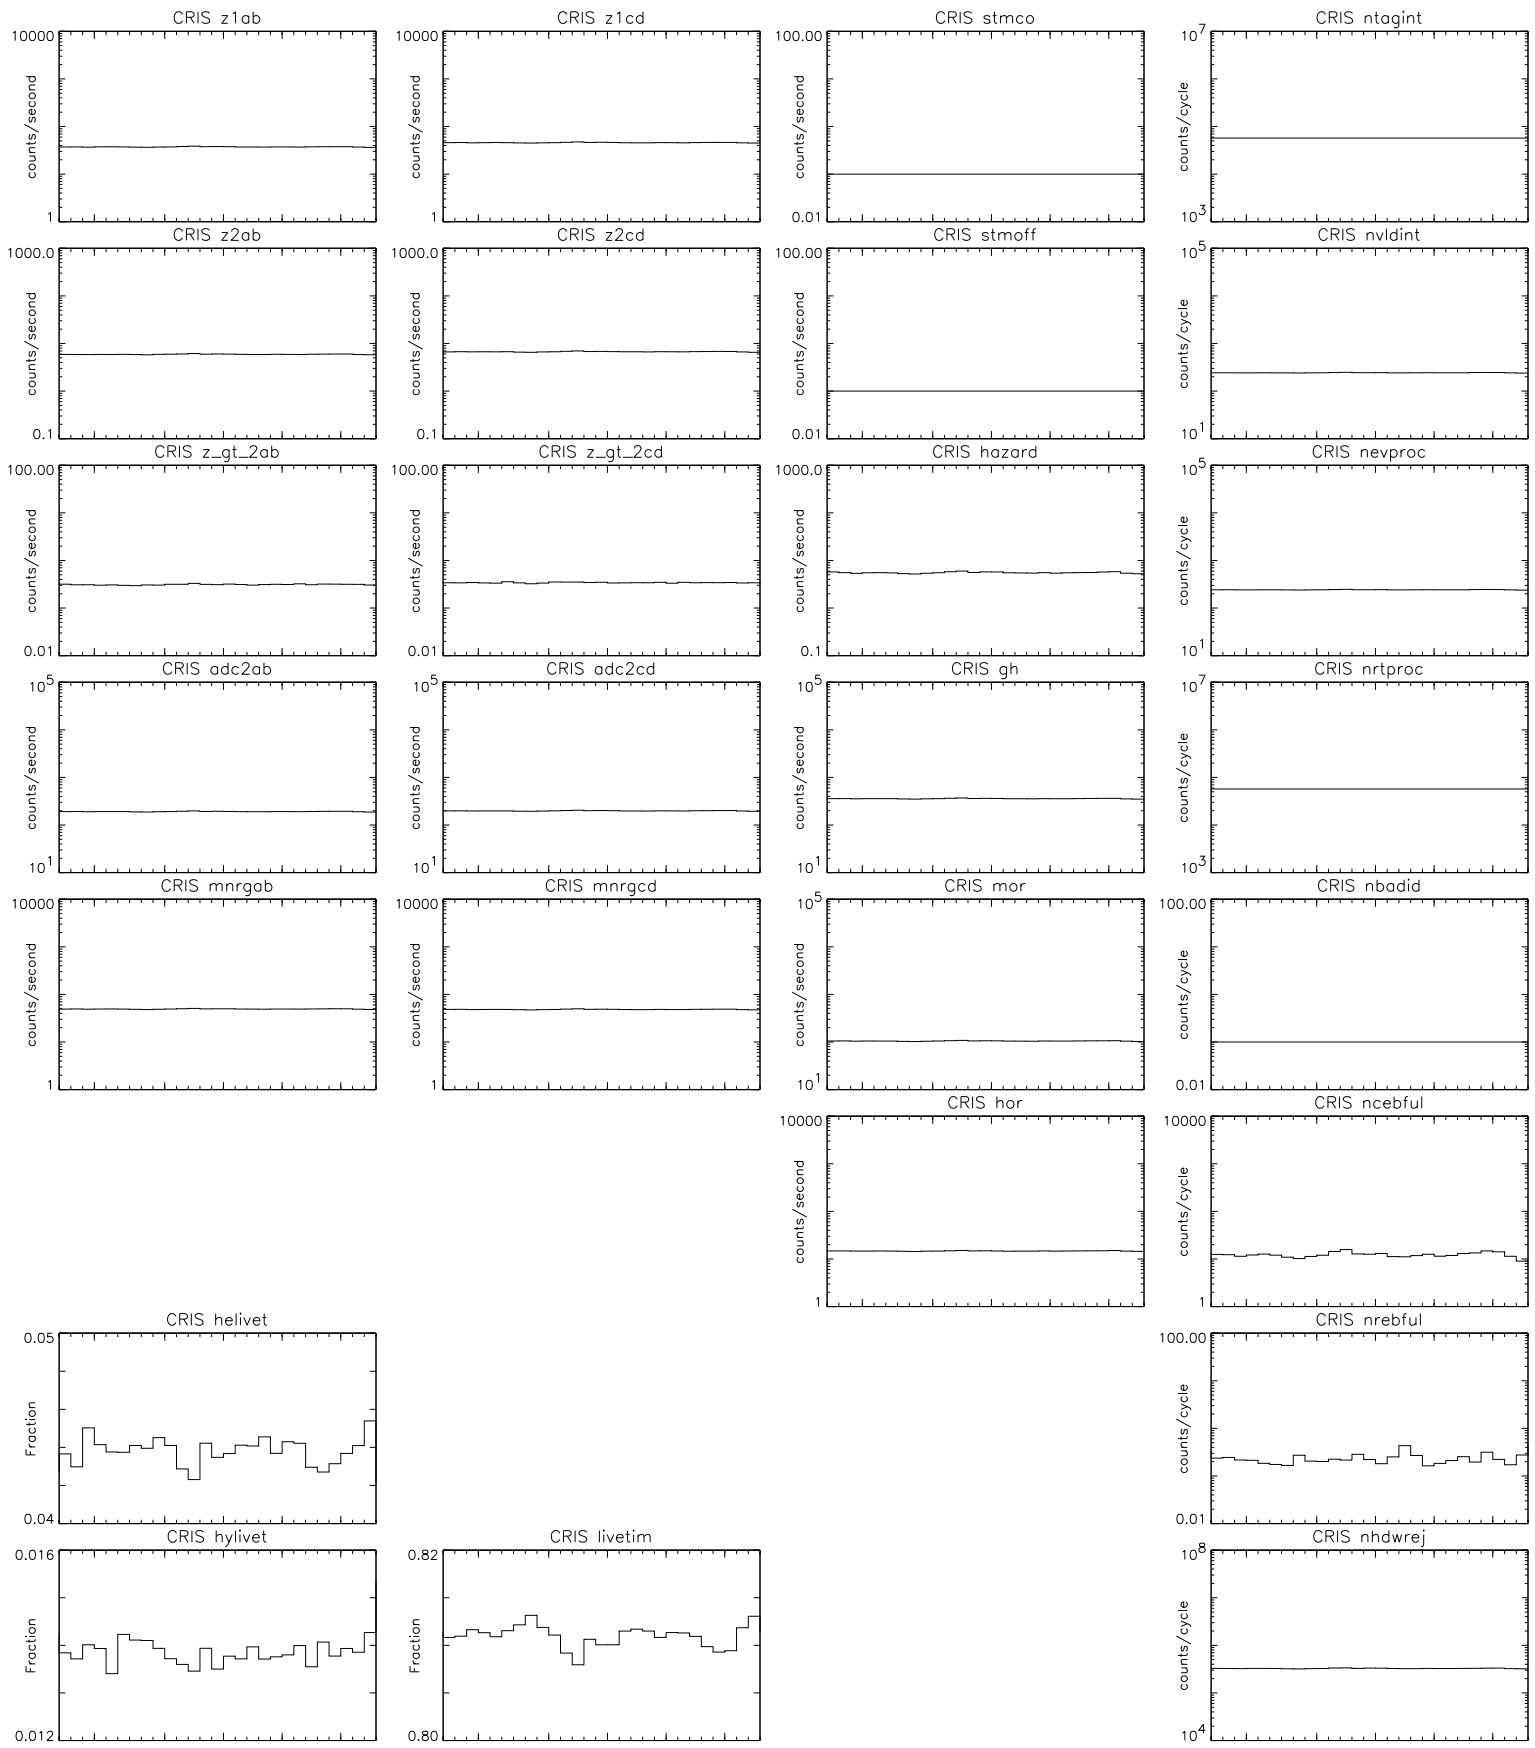 CRIS z1ab
10000
counts/second
1
CRIS z1cd
10000
counts/second
1
CRIS stmco
100.00
counts/second
0.01
CRIS ntagint
10^7
counts/cycle
10^3
CRIS z2ab
1000.0
counts/second
0.1
CRIS z2cd
1000.0
counts/second
0.1
CRIS stmoff
100.00
counts/second
0.01
CRIS nvldint
10^5
counts/cycle
10^1
CRIS z_gt_2ab
100.00
counts/second
0.01
CRIS z_gt_2cd
100.00
counts/second
0.01
CRIS hazard
1000.0
counts/second
0.1
CRIS nevproc
10^5
counts/cycle
10^1
CRIS adc2ab
10^5
counts/second
10^1
CRIS adc2cd
10^5
counts/second
10^1
CRIS gh
10^5
counts/second
10^1
CRIS nrtproc
10^7
counts/cycle
10^3
CRIS mnrgab
10000
counts/second
1
CRIS mnrgcd
10000
counts/second
1
CRIS mor
10^5
counts/second
10^1
CRIS nbadid
100.00
counts/cycle
0.01
CRIS hor
10000
counts/second
1
CRIS ncebful
10000
counts/cycle
1
CRIS helivet
0.05
Fraction
0.04
CRIS nrebful
100.00
counts/cycle
0.01
CRIS hylivet
0.016
Fraction
0.012
CRIS livetim
0.82
Fraction
0.80
CRIS nhdwrej
10^8
counts/cycle
10^4